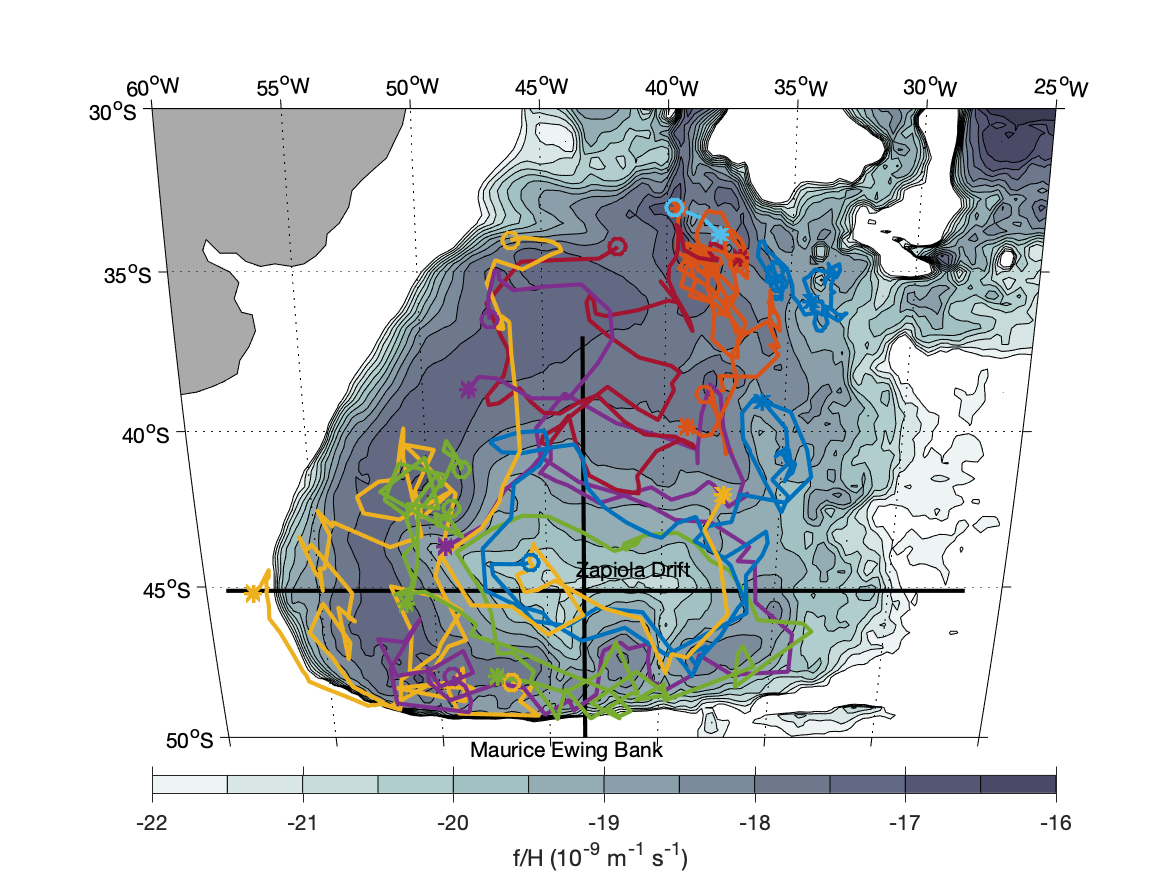 60°W 55°W 50°W 45°W 40°W 35°W 30°W 25°W
30°S
35°S
40°S
Zapiola Drift
45°S
50°S
Maurice Ewing Bank
-22 -21 -20 -19 -18 -17 -16
f/H (10⁻⁹ m⁻¹ s⁻¹)